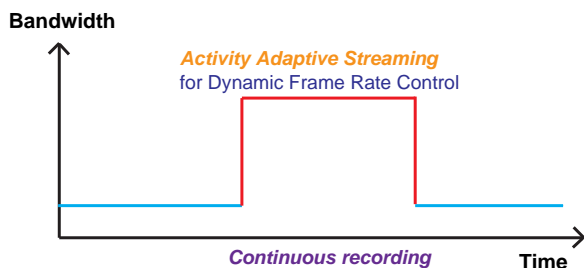 Bandwidth
Activity Adaptive Streaming
for Dynamic Frame Rate Control
Continuous recording
Time